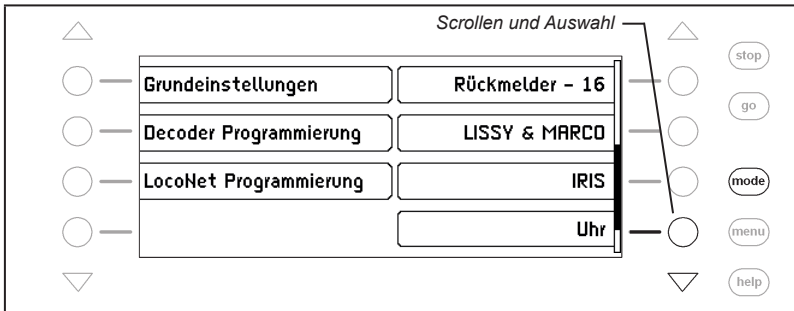 Scrollen und Auswahl
stop
Grundeinstellungen
Rückmelder - 16
go
Decoder Programmierung
LISSY & MARCO
LocoNet Programmierung
IRIS
mode
Uhr
menu
help